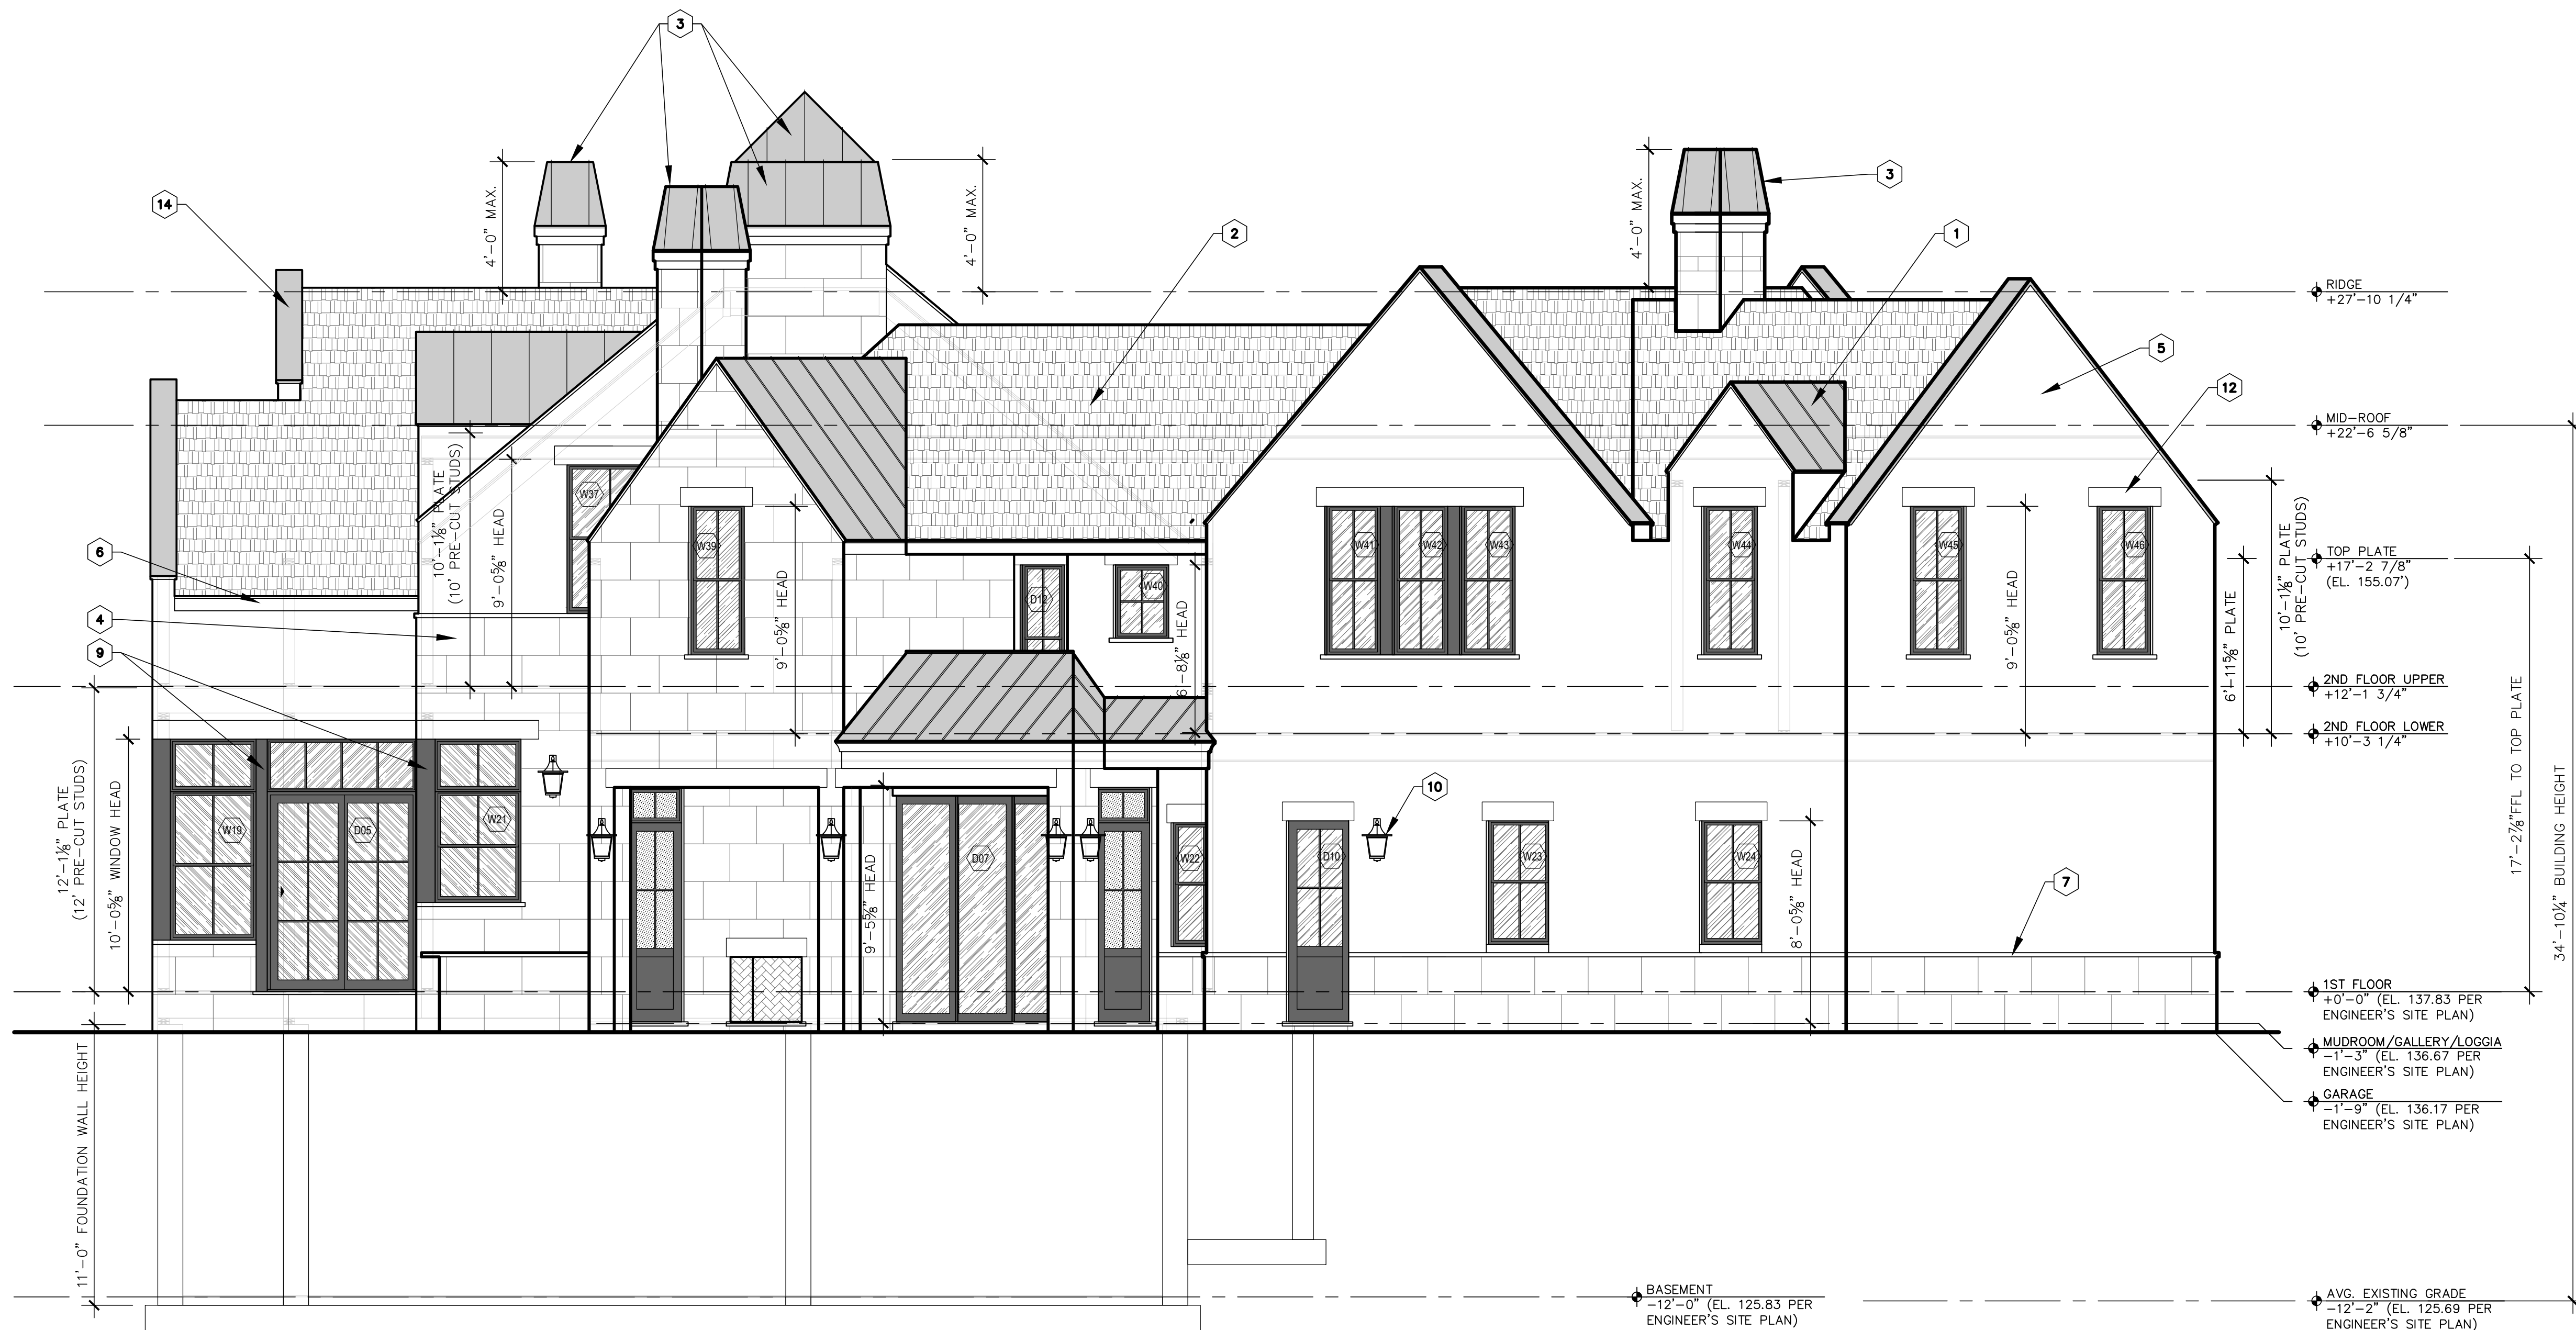 3
3
14
4'-0" MAX.
4'-0" MAX.
4'-0" MAX.
2
1
RIDGE
+27'-10 1/4"
5
12
MID-ROOF
+22'-6 5/8"
10'-1⅛" PLATE
(10' PRE-CUT STUDS)
9'-0⅝" HEAD
W37
W39
9'-0⅝" HEAD
D12
W40
6'-8⅛" HEAD
W41
W42
W43
W44
W45
W46
9'-0⅝" HEAD
6'-11⅝" PLATE
10'-1⅛" PLATE
(10' PRE-CUT STUDS)
TOP PLATE
+17'-2 7/8"
(EL. 155.07')
6
4
9
2ND FLOOR UPPER
+12'-1 3/4"
2ND FLOOR LOWER
+10'-3 1/4"
12'-1⅛" PLATE
(12' PRE-CUT STUDS)
10'-0⅝" WINDOW HEAD
W19
D05
W21
9'-5⅝" HEAD
D07
W22
D10
10
W23
W24
8'-0⅝" HEAD
7
17'-2⅞"FFL TO TOP PLATE
34'-10¼" BUILDING HEIGHT
1ST FLOOR
+0'-0" (EL. 137.83 PER
ENGINEER'S SITE PLAN)
MUDROOM/GALLERY/LOGGIA
-1'-3" (EL. 136.67 PER
ENGINEER'S SITE PLAN)
GARAGE
-1'-9" (EL. 136.17 PER
ENGINEER'S SITE PLAN)
11'-0" FOUNDATION WALL HEIGHT
BASEMENT
-12'-0" (EL. 125.83 PER
ENGINEER'S SITE PLAN)
AVG. EXISTING GRADE
-12'-2" (EL. 125.69 PER
ENGINEER'S SITE PLAN)